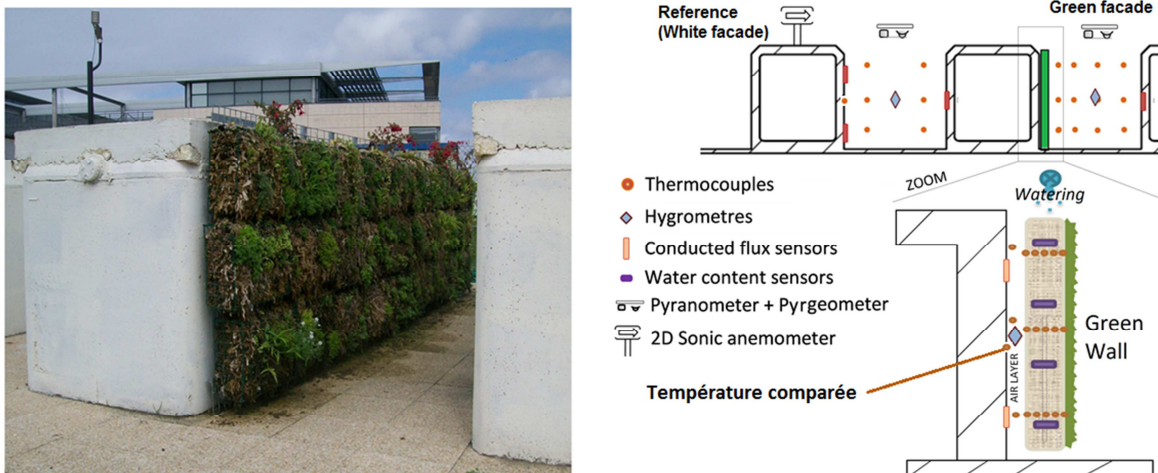 Reference
(White facade)
Green facade
Thermocouples
Hygrometres
Conducted flux sensors
Water content sensors
Pyranometer + Pyrgeometer
2D Sonic anemometer
Température comparée
ZOOM
Watering
AIR LAYER
Green
Wall